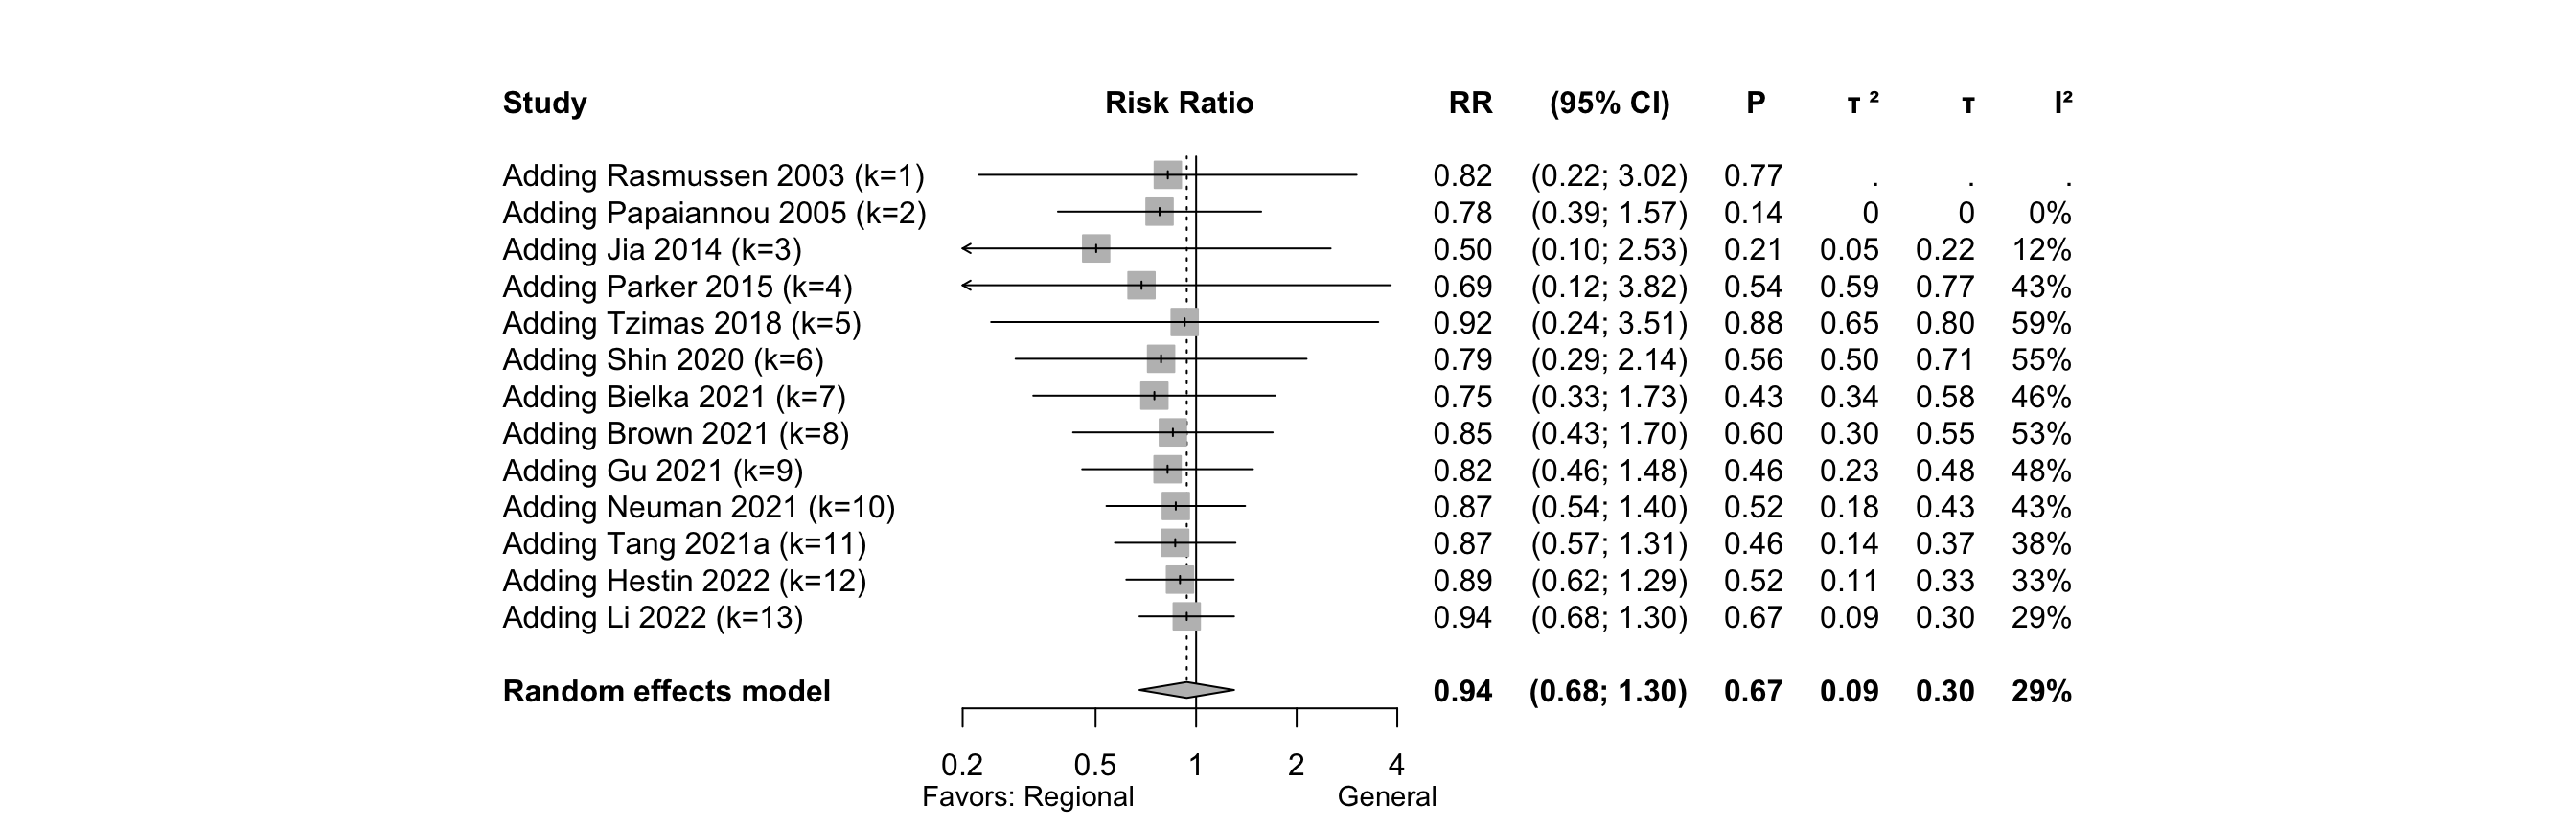 Study Risk Ratio RR (95% CI) P τ ² τ I²
Adding Rasmussen 2003 (k=1) 0.82 (0.22; 3.02) 0.77 . . .
Adding Papaiannou 2005 (k=2) 0.78 (0.39; 1.57) 0.14 0 0 0%
Adding Jia 2014 (k=3) 0.50 (0.10; 2.53) 0.21 0.05 0.22 12%
Adding Parker 2015 (k=4) 0.69 (0.12; 3.82) 0.54 0.59 0.77 43%
Adding Tzimas 2018 (k=5) 0.92 (0.24; 3.51) 0.88 0.65 0.80 59%
Adding Shin 2020 (k=6) 0.79 (0.29; 2.14) 0.56 0.50 0.71 55%
Adding Bielka 2021 (k=7) 0.75 (0.33; 1.73) 0.43 0.34 0.58 46%
Adding Brown 2021 (k=8) 0.85 (0.43; 1.70) 0.60 0.30 0.55 53%
Adding Gu 2021 (k=9) 0.82 (0.46; 1.48) 0.46 0.23 0.48 48%
Adding Neuman 2021 (k=10) 0.87 (0.54; 1.40) 0.52 0.18 0.43 43%
Adding Tang 2021a (k=11) 0.87 (0.57; 1.31) 0.46 0.14 0.37 38%
Adding Hestin 2022 (k=12) 0.89 (0.62; 1.29) 0.52 0.11 0.33 33%
Adding Li 2022 (k=13) 0.94 (0.68; 1.30) 0.67 0.09 0.30 29%
Random effects model 0.94 (0.68; 1.30) 0.67 0.09 0.30 29%
0.2 0.5 1 2 4
Favors: Regional General